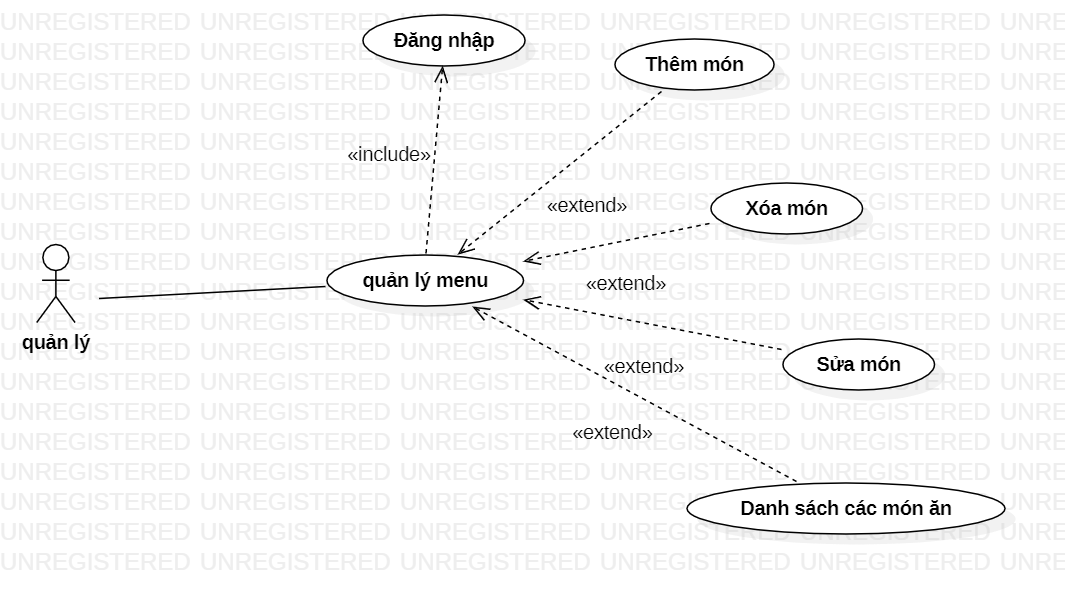 Đăng nhập
Thêm món
«include»
«extend»
Xóa món
quản lý menu
«extend»
quản lý
«extend»
Sửa món
«extend»
Danh sách các món ăn
UNREGISTERED